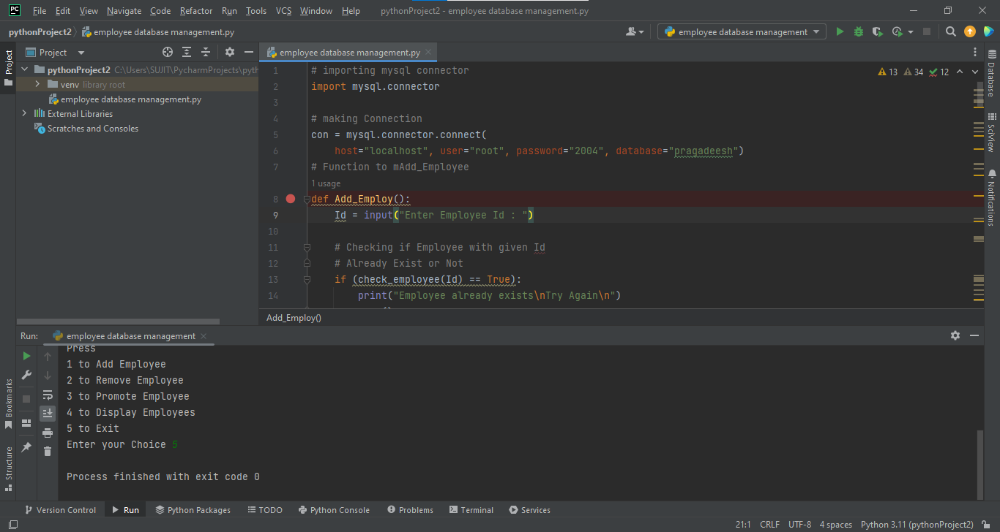 PC File Edit View Navigate Code Refactor Run Tools VCS Window Help pythonProject2 - employee database management.py
pythonProject2 employee database management.py employee database management
Project Project employee database management.py
pythonProject2 C:\Users\SUJIT\PycharmProjects\pyth
venv library root
employee database management.py
External Libraries
Scratches and Consoles
13 34 12
1 # importing mysql connector
2 import mysql.connector
3
4 # making Connection
5 con = mysql.connector.connect(
6 host="localhost", user="root", password="2004", database="pragadeesh")
7 # Function to mAdd_Employee
1 usage
8 def Add_Employ():
9 Id = input("Enter Employee Id : ")
10
11 # Checking if Employee with given Id
12 # Already Exist or Not
13 if (check_employee(Id) == True):
14 print("Employee already exists\nTry Again\n")
Add_Employ()
Database
SciView
Notifications
Run: employee database management
Press
1 to Add Employee
2 to Remove Employee
3 to Promote Employee
4 to Display Employees
5 to Exit
Enter your Choice 5
Process finished with exit code 0
Bookmarks
Structure
Version Control Run Python Packages TODO Python Console Problems Terminal Services
21:1 CRLF UTF-8 4 spaces Python 3.11 (pythonProject2)